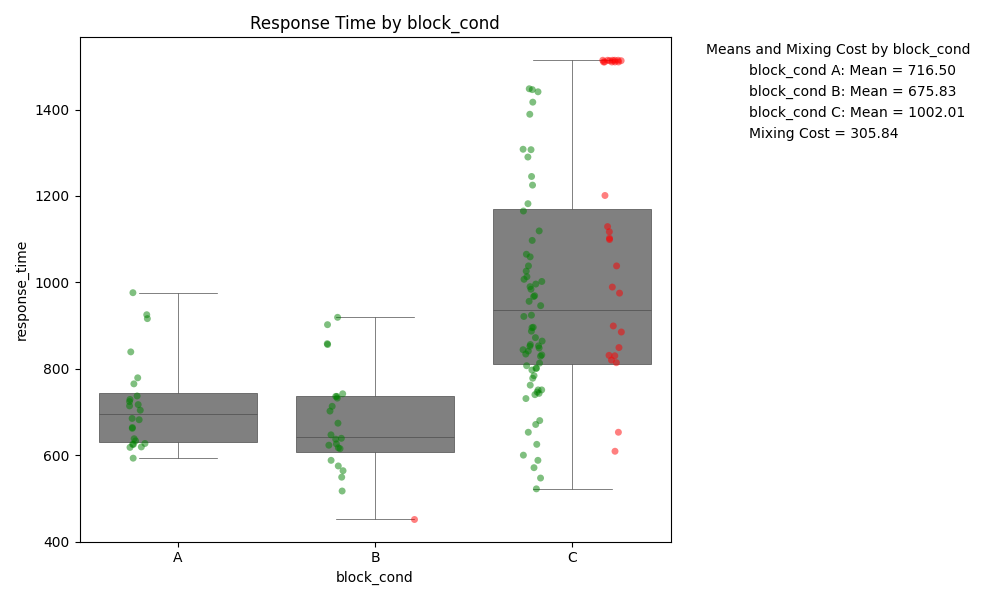 Response Time by block_cond
Means and Mixing Cost by block_cond
block_cond A: Mean = 716.50
block_cond B: Mean = 675.83
block_cond C: Mean = 1002.01
Mixing Cost = 305.84
response_time
1400
1200
1000
800
600
400
A B C
block_cond